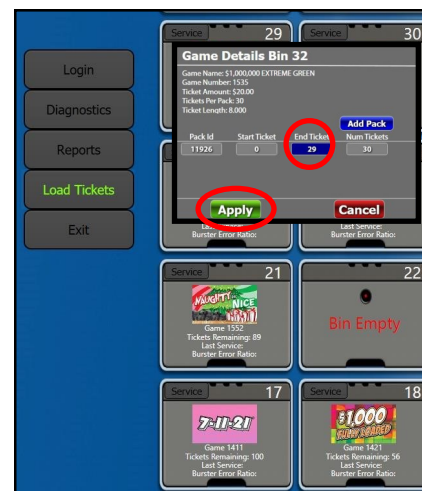 Login
Diagnostics
Reports
Load Tickets
Exit
Service 29
Service 30
Game Details Bin 32
Game Name: $1,000,000 EXTREME GREEN
Game Number: 1535
Ticket Amount: $20.00
Tickets Per Pack: 30
Ticket Length: 8.000
Add Pack
Pack Id Start Ticket End Ticket Num Tickets
11926 0 29 30
Apply Cancel
Last Service:
Burster Error Ratio:
Last Service:
Burster Error Ratio:
Service 21
NAUGHTY NICE
Game 1552
Tickets Remaining: 89
Last Service:
Burster Error Ratio:
22
Bin Empty
Service 17
7-11-21
Game 1411
Tickets Remaining: 100
Last Service:
Burster Error Ratio:
Service 18
$1,000
Game 1421
Tickets Remaining: 56
Last Service:
Burster Error Ratio: